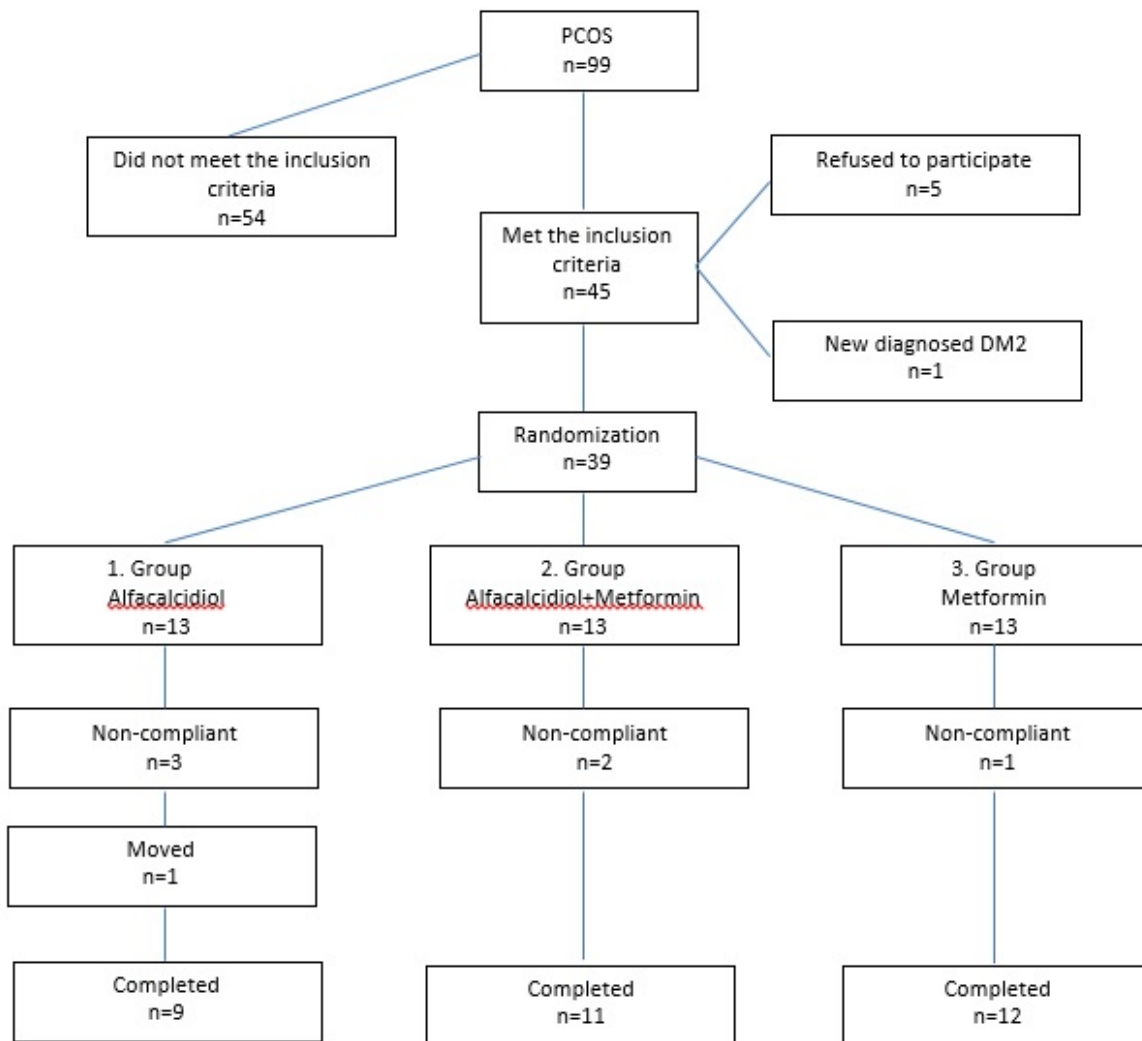 PCOS
n=99
Did not meet the inclusion
criteria
n=54
Refused to participate
n=5
Met the inclusion
criteria
n=45
New diagnosed DM2
n=1
Randomization
n=39
1. Group
Alfacalcidiol
n=13
2. Group
Alfacalcidiol+Metformin
n=13
3. Group
Metformin
n=13
Non-compliant
n=3
Non-compliant
n=2
Non-compliant
n=1
Moved
n=1
Completed
n=9
Completed
n=11
Completed
n=12